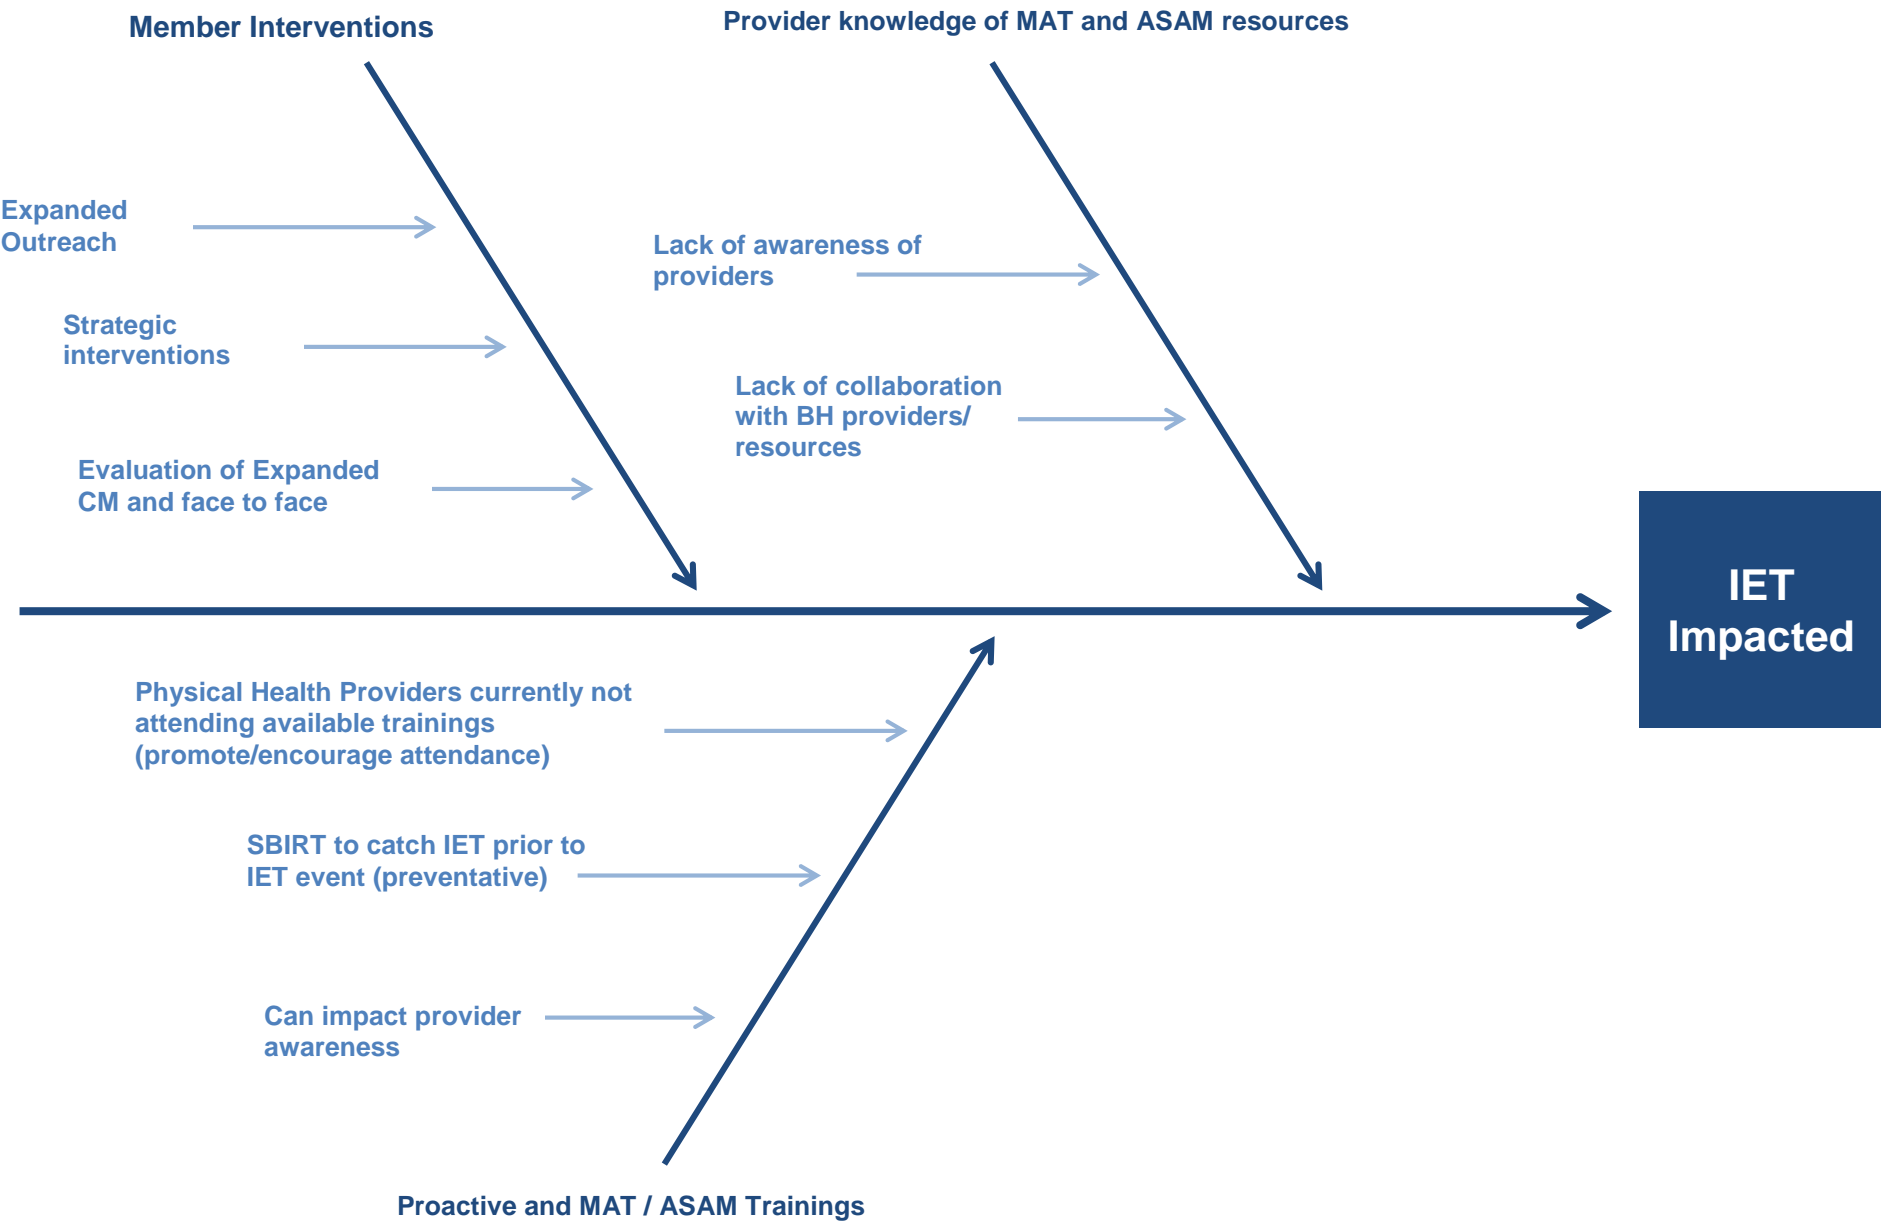 Member Interventions
Provider knowledge of MAT and ASAM resources
Expanded
Outreach
Strategic
interventions
Evaluation of Expanded
CM and face to face
Lack of awareness of
providers
Lack of collaboration
with BH providers/
resources
IET
Impacted
Physical Health Providers currently not
attending available trainings
(promote/encourage attendance)
SBIRT to catch IET prior to
IET event (preventative)
Can impact provider
awareness
Proactive and MAT / ASAM Trainings